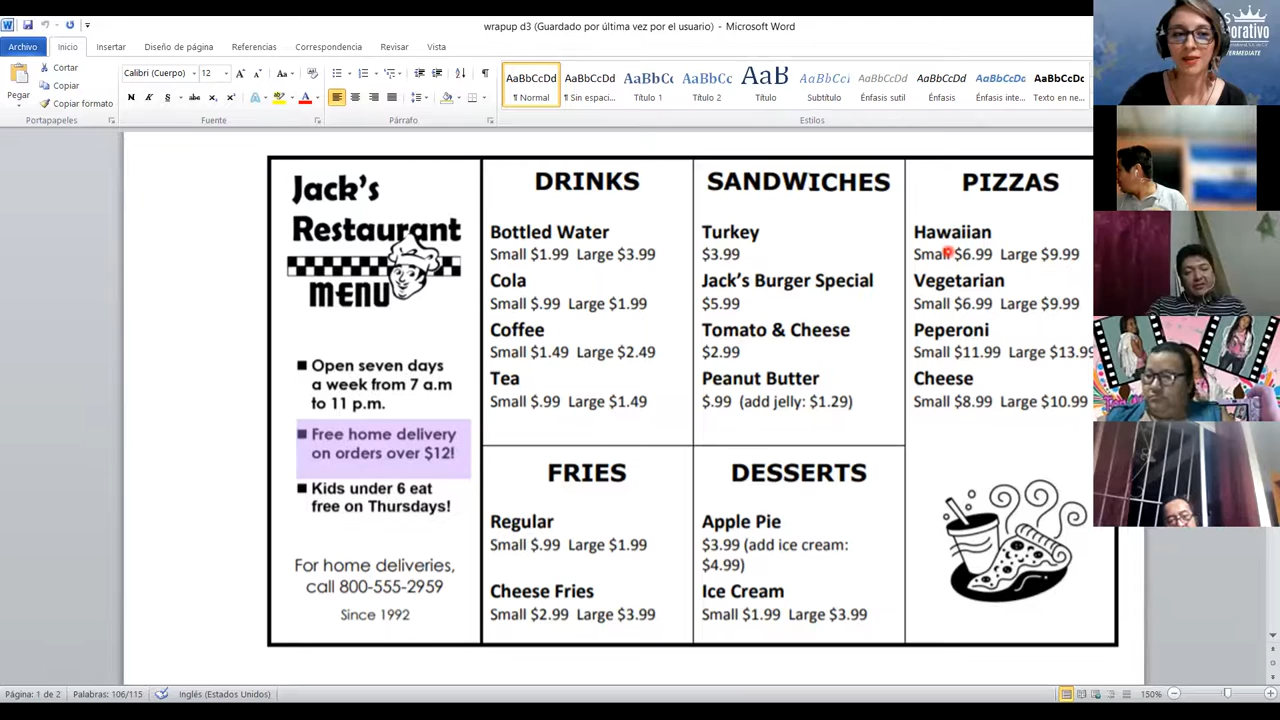 wrapup d3 (Guardado por última vez por el usuario) - Microsoft Word
Archivo
Inicio
Insertar
Diseño de página
Referencias
Correspondencia
Revisar
Vista
Pegar
Cortar
Copiar
Copiar formato
Portapapeles
Calibri (Cuerpo)
12
Fuente
Párrafo
AaBbCcDd
¶ Normal
AaBbCcDd
¶ Sin espaci...
AaBbCc
Título 1
AaBbCc
Título 2
AaB
Título
AaBbCcDd
Subtítulo
AaBbCcDd
Énfasis sutil
AaBbCcDd
Énfasis
AaBbCcDd
Énfasis inte...
AaBbCcDd
Texto en ne...
Estilos
Jack's
Restaurant
MENU
Open seven days
a week from 7 a.m
to 11 p.m.
Free home delivery
on orders over $12!
Kids under 6 eat
free on Thursdays!
For home deliveries,
call 800-555-2959
Since 1992
DRINKS
Bottled Water
Small $1.99 Large $3.99
Cola
Small $.99 Large $1.99
Coffee
Small $1.49 Large $2.49
Tea
Small $.99 Large $1.49
SANDWICHES
Turkey
$3.99
Jack's Burger Special
$5.99
Tomato & Cheese
$2.99
Peanut Butter
$.99 (add jelly: $1.29)
PIZZAS
Hawaiian
Small $6.99 Large $9.99
Vegetarian
Small $6.99 Large $9.99
Peperoni
Small $11.99 Large $13.99
Cheese
Small $8.99 Large $10.99
FRIES
Regular
Small $.99 Large $1.99
Cheese Fries
Small $2.99 Large $3.99
DESSERTS
Apple Pie
$3.99 (add ice cream:
$4.99)
Ice Cream
Small $1.99 Large $3.99
Página: 1 de 2
Palabras: 106/115
Inglés (Estados Unidos)
150%